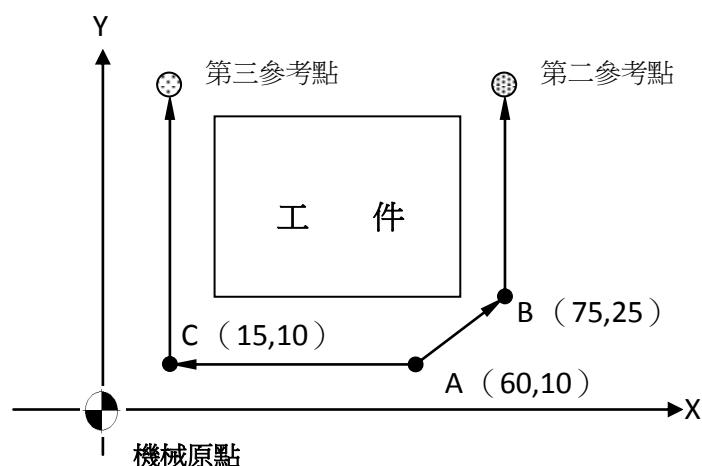 Y
第三參考點
第二參考點
工 件
B （75,25）
C （15,10）
A （60,10）
X
機械原點